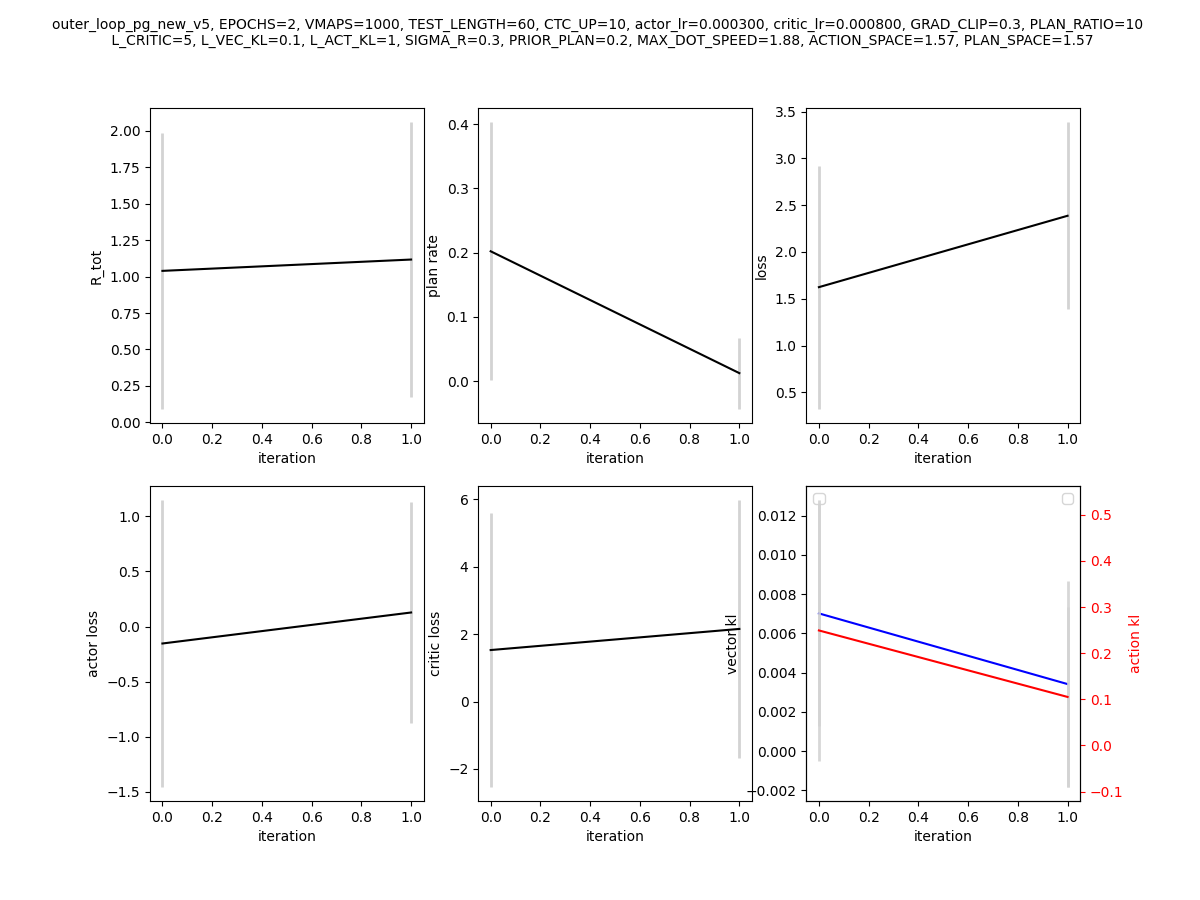 outer_loop_pg_new_v5, EPOCHS=2, VMAPS=1000, TEST_LENGTH=60, CTC_UP=10, actor_lr=0.000300, critic_lr=0.000800, GRAD_CLIP=0.3, PLAN_RATIO=10
L_CRITIC=5, L_VEC_KL=0.1, L_ACT_KL=1, SIGMA_R=0.3, PRIOR_PLAN=0.2, MAX_DOT_SPEED=1.88, ACTION_SPACE=1.57, PLAN_SPACE=1.57
R_tot
2.00
1.75
1.50
1.25
1.00
0.75
0.50
0.25
0.00
0.0 0.2 0.4 0.6 0.8 1.0
iteration
plan rate
0.4
0.3
0.2
0.1
0.0
0.0 0.2 0.4 0.6 0.8 1.0
iteration
loss
3.5
3.0
2.5
2.0
1.5
1.0
0.5
0.0 0.2 0.4 0.6 0.8 1.0
iteration
actor loss
1.0
0.5
0.0
−0.5
−1.0
−1.5
0.0 0.2 0.4 0.6 0.8 1.0
iteration
critic loss
6
4
2
0
−2
0.0 0.2 0.4 0.6 0.8 1.0
iteration
vector kl
0.012
0.010
0.008
0.006
0.004
0.002
0.000
−0.002
0.0 0.2 0.4 0.6 0.8 1.0
iteration
0.5
0.4
0.3
0.2
0.1
0.0
−0.1
action kl